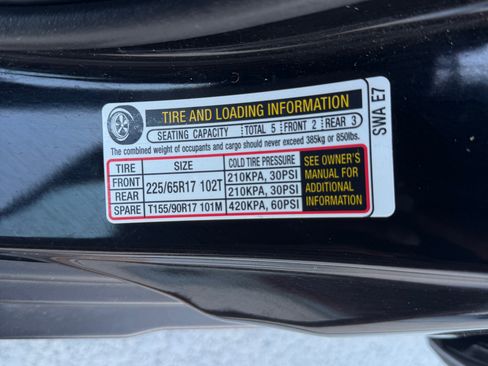 TIRE AND LOADING INFORMATION
SEATING CAPACITY TOTAL 5 FRONT 2 REAR 3
The combined weight of occupants and cargo should never exceed 385kg or 850lbs.
TIRE SIZE COLD TIRE PRESSURE
FRONT 225/65R17 102T 210KPA, 30PSI
REAR 210KPA, 30PSI
SPARE T155/90R17 101M 420KPA, 60PSI
SEE OWNER'S
MANUAL FOR
ADDITIONAL
INFORMATION
SWA E7